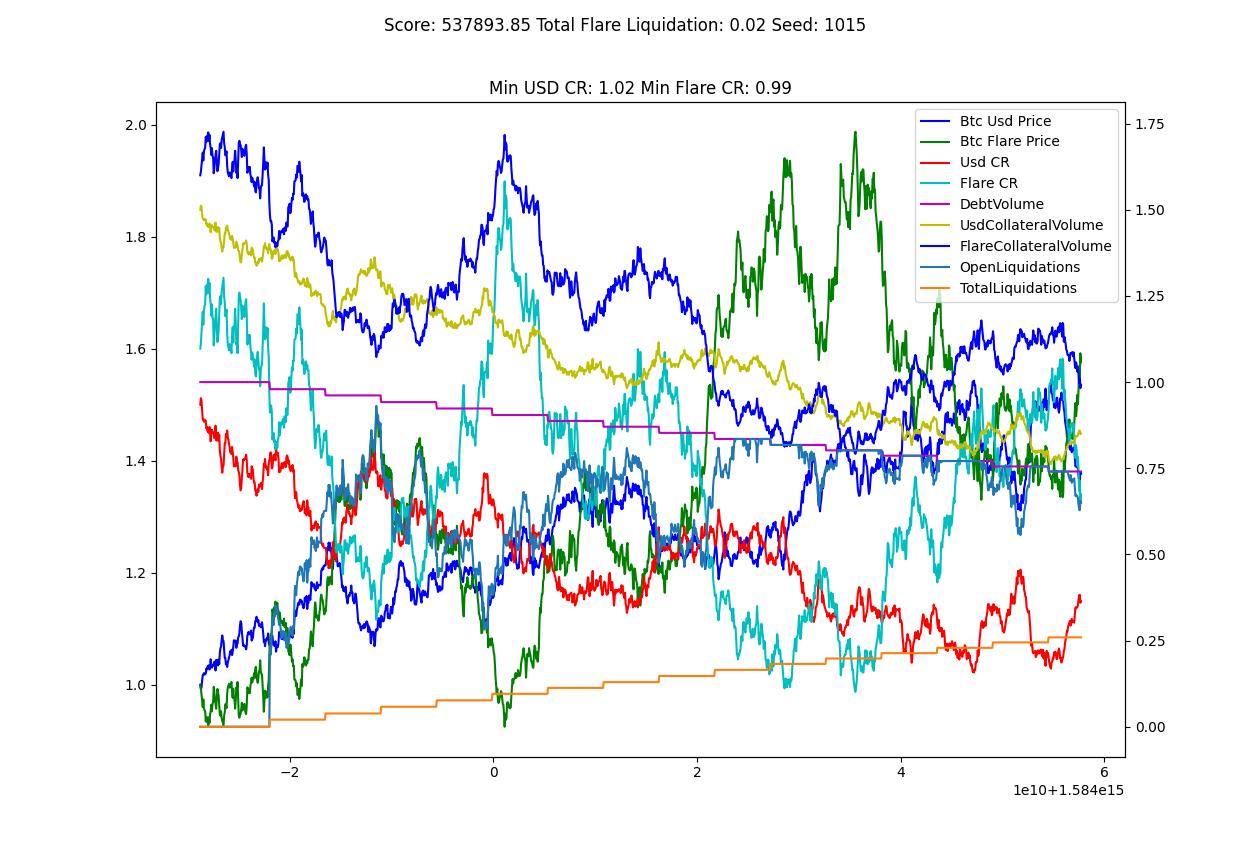 Score: 537893.85 Total Flare Liquidation: 0.02 Seed: 1015
Min USD CR: 1.02 Min Flare CR: 0.99
2.0
1.8
1.6
1.4
1.2
1.0
Btc Usd Price
Btc Flare Price
Usd CR
Flare CR
DebtVolume
UsdCollateralVolume
FlareCollateralVolume
OpenLiquidations
TotalLiquidations
1.75
1.50
1.25
1.00
0.75
0.50
0.25
0.00
−2 0 2 4 6
1e10+1.584e15